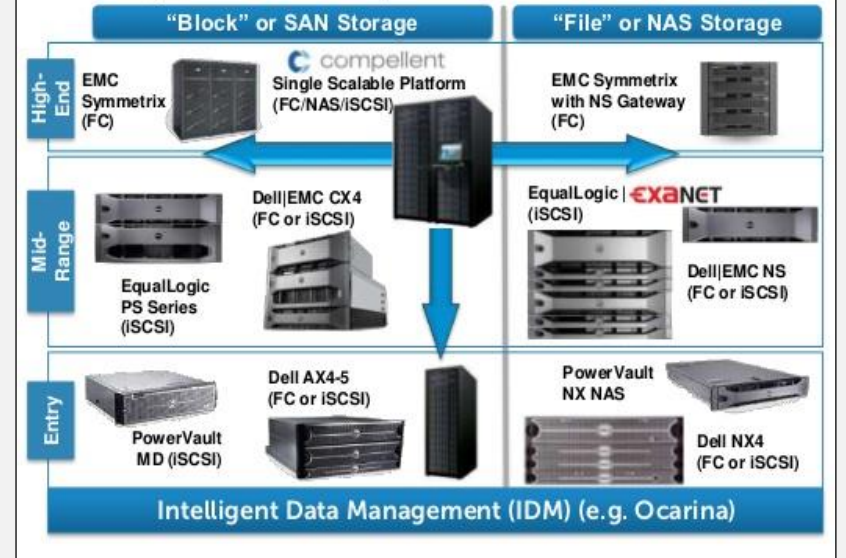 “Block” or SAN Storage
“File” or NAS Storage
High-
End
EMC
Symmetrix
(FC)
compellent
Single Scalable Platform
(FC/NAS/iSCSI)
EMC Symmetrix
with NS Gateway
(FC)
Mid-
Range
EqualLogic
PS Series
(iSCSI)
Dell|EMC CX4
(FC or iSCSI)
EqualLogic | exanet
(iSCSI)
Dell|EMC NS
(FC or iSCSI)
Entry
PowerVault
MD (iSCSI)
Dell AX4-5
(FC or iSCSI)
PowerVault
NX NAS
Dell NX4
(FC or iSCSI)
Intelligent Data Management (IDM) (e.g. Ocarina)